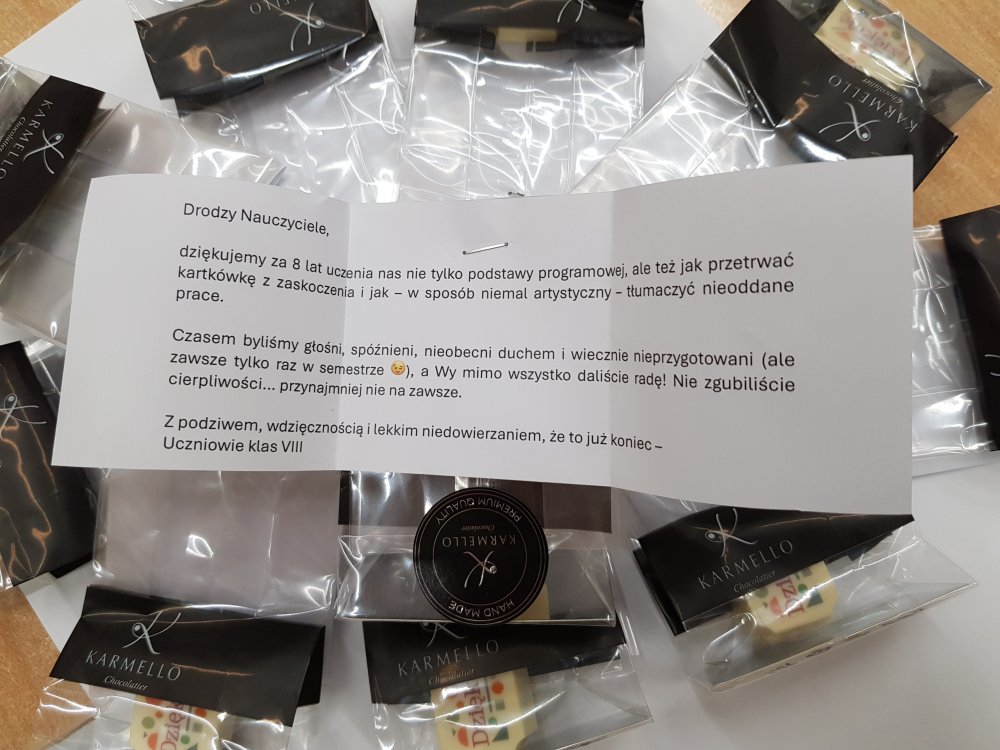 KARMELLO
KARMELLO
Chocolatier
Drodzy Nauczyciele,
dziękujemy za 8 lat uczenia nas nie tylko podstawy programowej, ale też jak przetrwać
kartkówkę z zaskoczenia i jak – w sposób niemal artystyczny – tłumaczyć nieoddane
prace.
Czasem byliśmy głośni, spóźnieni, nieobecni duchem i wiecznie nieprzygotowani (ale
zawsze tylko raz w semestrze 😉), a Wy mimo wszystko daliście radę! Nie zgubiliście
cierpliwości... przynajmniej nie na zawsze.
Z podziwem, wdzięcznością i lekkim niedowierzaniem, że to już koniec –
Uczniowie klas VIII
PREMIUM QUALITY
Chocolatier
KARMELLO
HAND MADE
KARMELLO
Chocolatier
KARMELLO
Chocolatier
KARMELLO
Chocolatier